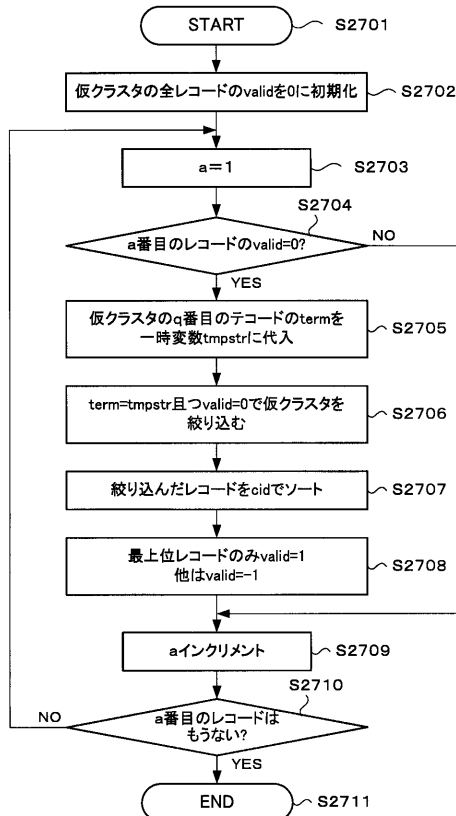 START
S2701
仮クラスタの全レコードのvalidを0に初期化
S2702
a=1
S2703
S2704
a番目のレコードのvalid=0?
NO
YES
仮クラスタのq番目のテコードのtermを
一時変数tmpstrに代入
S2705
term=tmpstr且つvalid=0で仮クラスタを
絞り込む
S2706
絞り込んだレコードをcidでソート
S2707
最上位レコードのみvalid=1
他はvalid=-1
S2708
aインクリメント
S2709
S2710
NO
a番目のレコードは
もうない?
YES
END
S2711